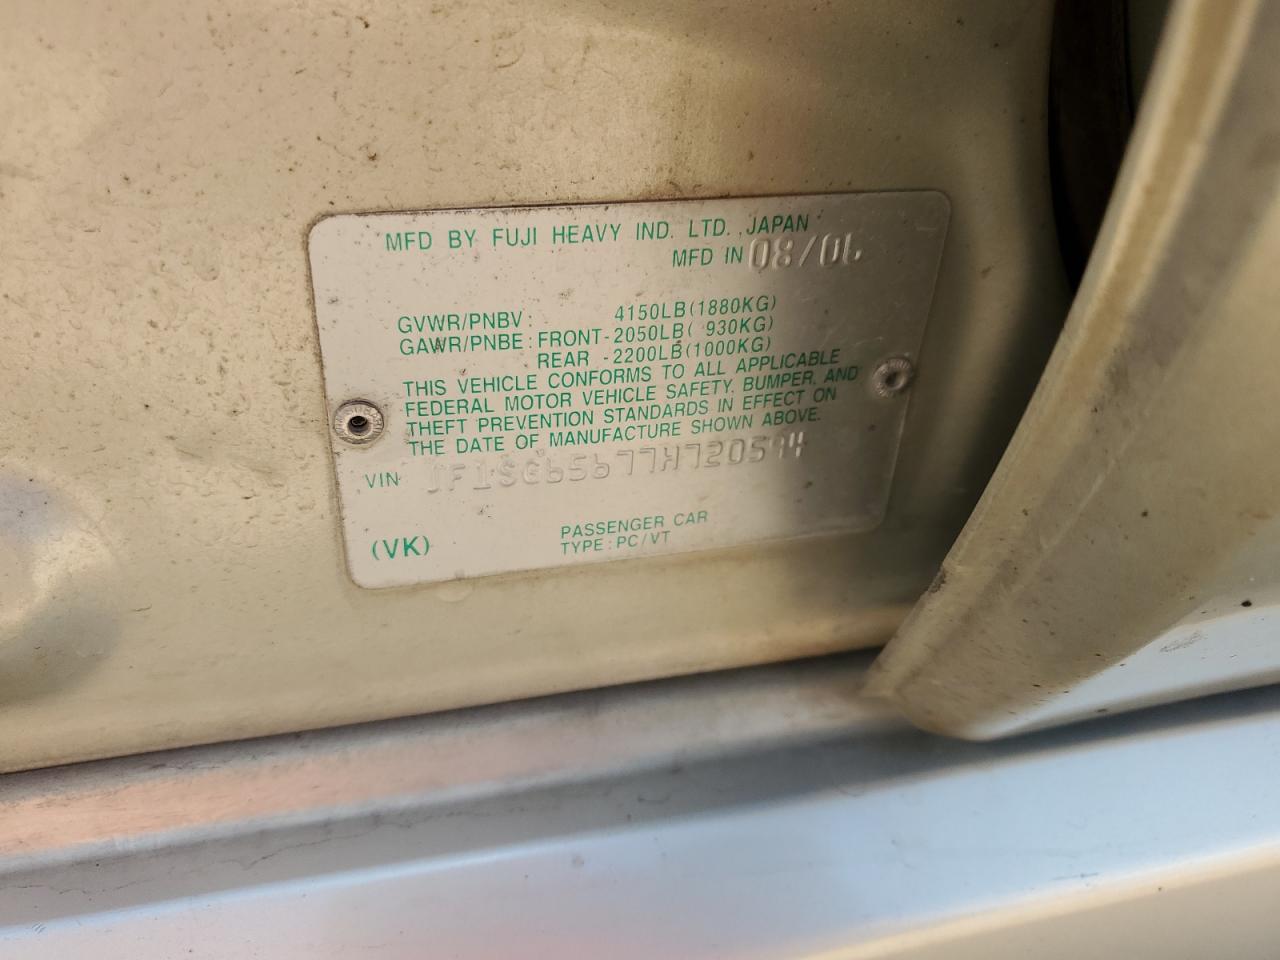 MFD BY FUJI HEAVY IND. LTD. JAPAN
MFD IN 08/06
GVWR/PNBV: 4150LB(1880KG)
GAWR/PNBE: FRONT-2050LB( 930KG)
REAR -2200LB(1000KG)
THIS VEHICLE CONFORMS TO ALL APPLICABLE
FEDERAL MOTOR VEHICLE SAFETY, BUMPER, AND
THEFT PREVENTION STANDARDS IN EFFECT ON
THE DATE OF MANUFACTURE SHOWN ABOVE.
VIN JF1SG65677H720594
(VK)
PASSENGER CAR
TYPE: PC/VT